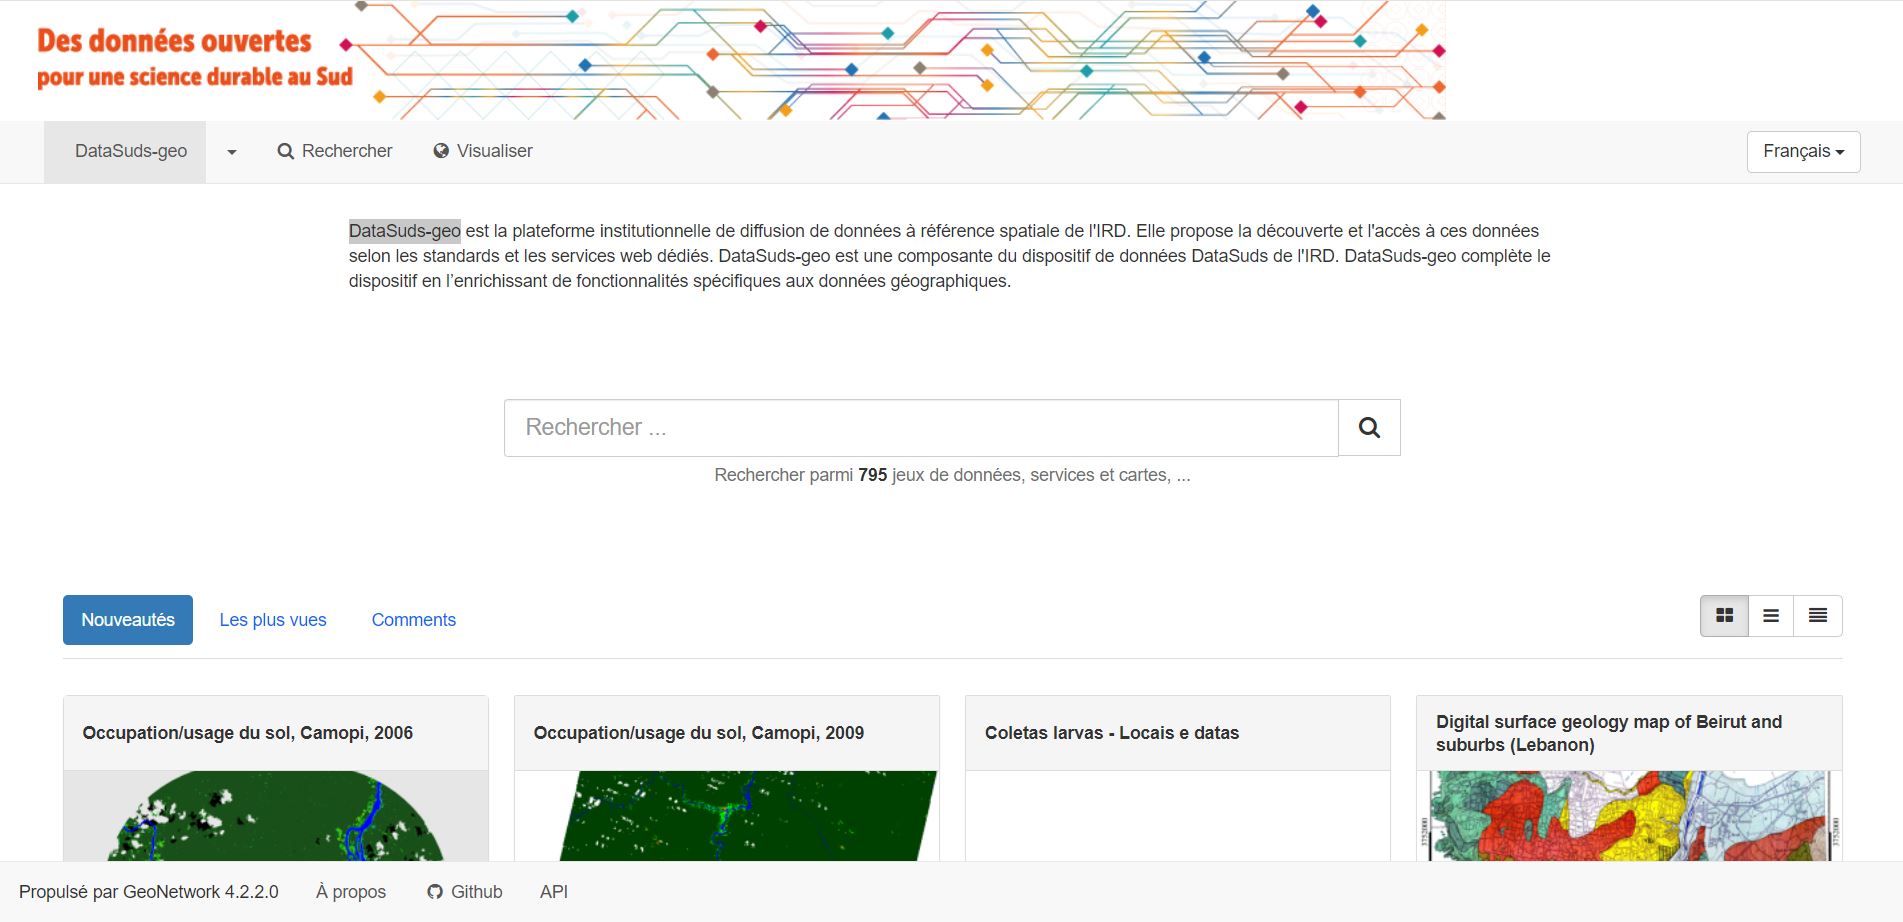 Des données ouvertes
pour une science durable au Sud
DataSuds-geo
Rechercher
Visualiser
Français
DataSuds-geo est la plateforme institutionnelle de diffusion de données à référence spatiale de l'IRD. Elle propose la découverte et l'accès à ces données
selon les standards et les services web dédiés. DataSuds-geo est une composante du dispositif de données DataSuds de l'IRD. DataSuds-geo complète le
dispositif en l’enrichissant de fonctionnalités spécifiques aux données géographiques.
Rechercher ...
Rechercher parmi 795 jeux de données, services et cartes, ...
Nouveautés
Les plus vues
Comments
Occupation/usage du sol, Camopi, 2006
Occupation/usage du sol, Camopi, 2009
Coletas larvas - Locais e datas
Digital surface geology map of Beirut and
suburbs (Lebanon)
3752000
3752000
Propulsé par GeoNetwork 4.2.2.0
À propos
Github
API